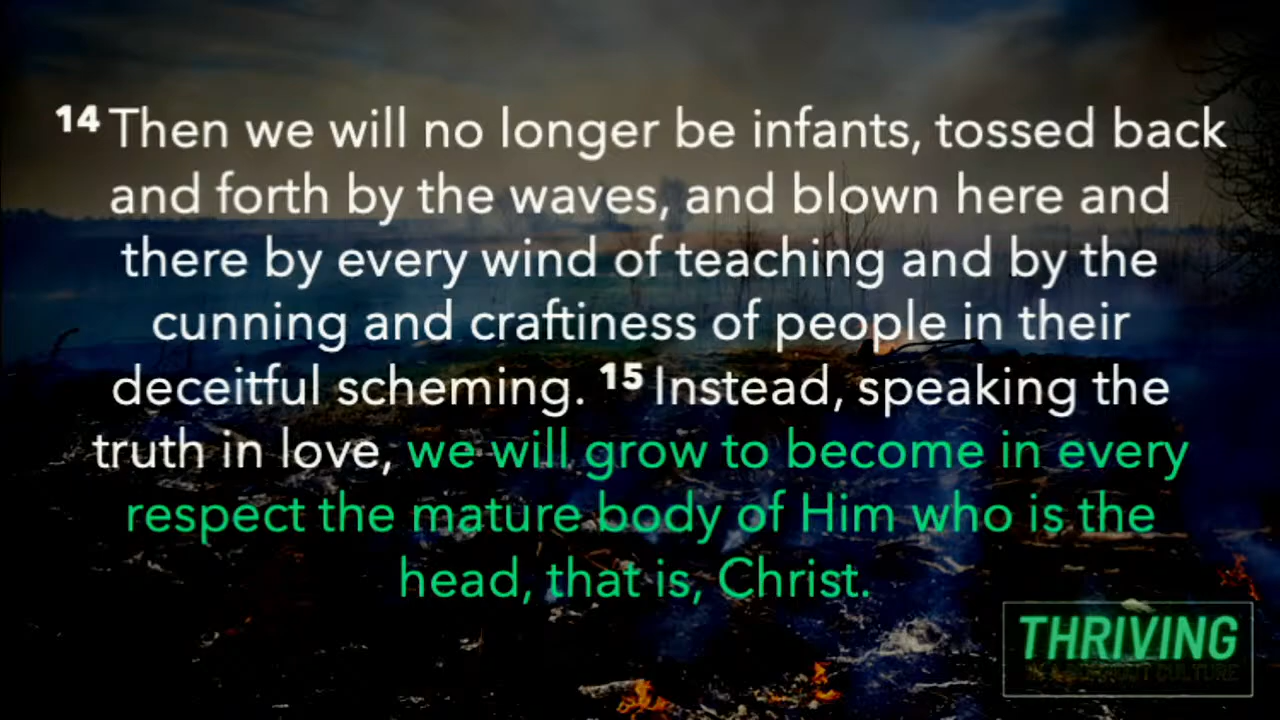 14 Then we will no longer be infants, tossed back
and forth by the waves, and blown here and
there by every wind of teaching and by the
cunning and craftiness of people in their
deceitful scheming. 15 Instead, speaking the
truth in love, we will grow to become in every
respect the mature body of Him who is the
head, that is, Christ.
THRIVING
IN A BURNOUT CULTURE